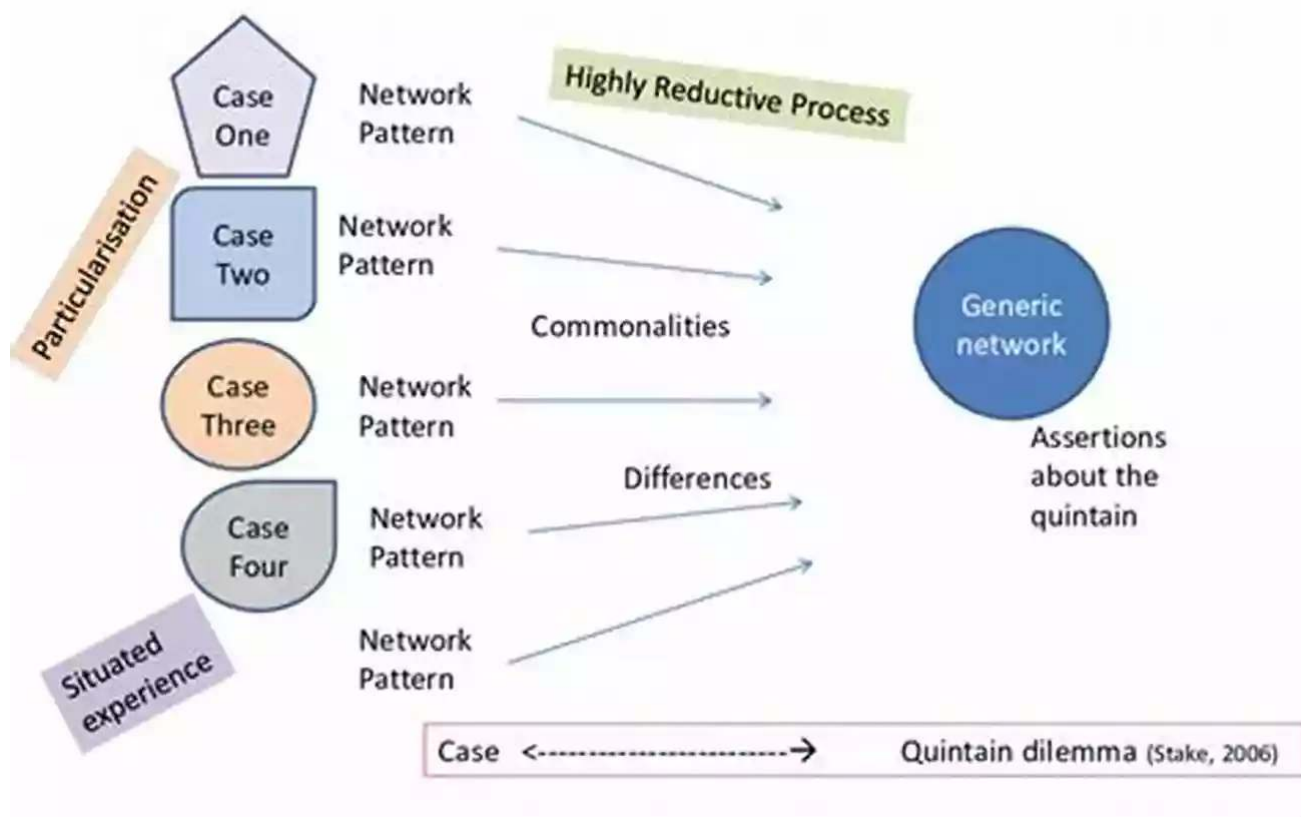 Case
One
Network
Pattern
Highly Reductive Process
Particularisation
Case
Two
Network
Pattern
Commonalities
Generic
network
Case
Three
Network
Pattern
Assertions
about the
quintain
Differences
Case
Four
Network
Pattern
Situated
experience
Network
Pattern
Case <----------------------→ Quintain dilemma (Stake, 2006)